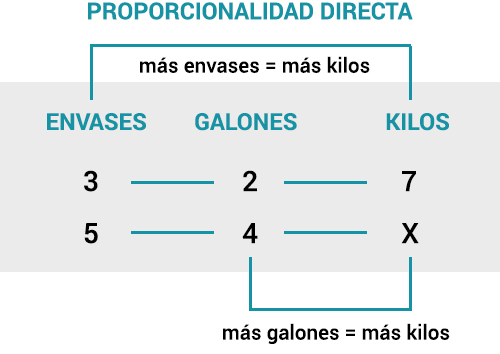 PROPORCIONALIDAD DIRECTA
más envases = más kilos
ENVASES GALONES KILOS
3 2 7
5 4 X
más galones = más kilos